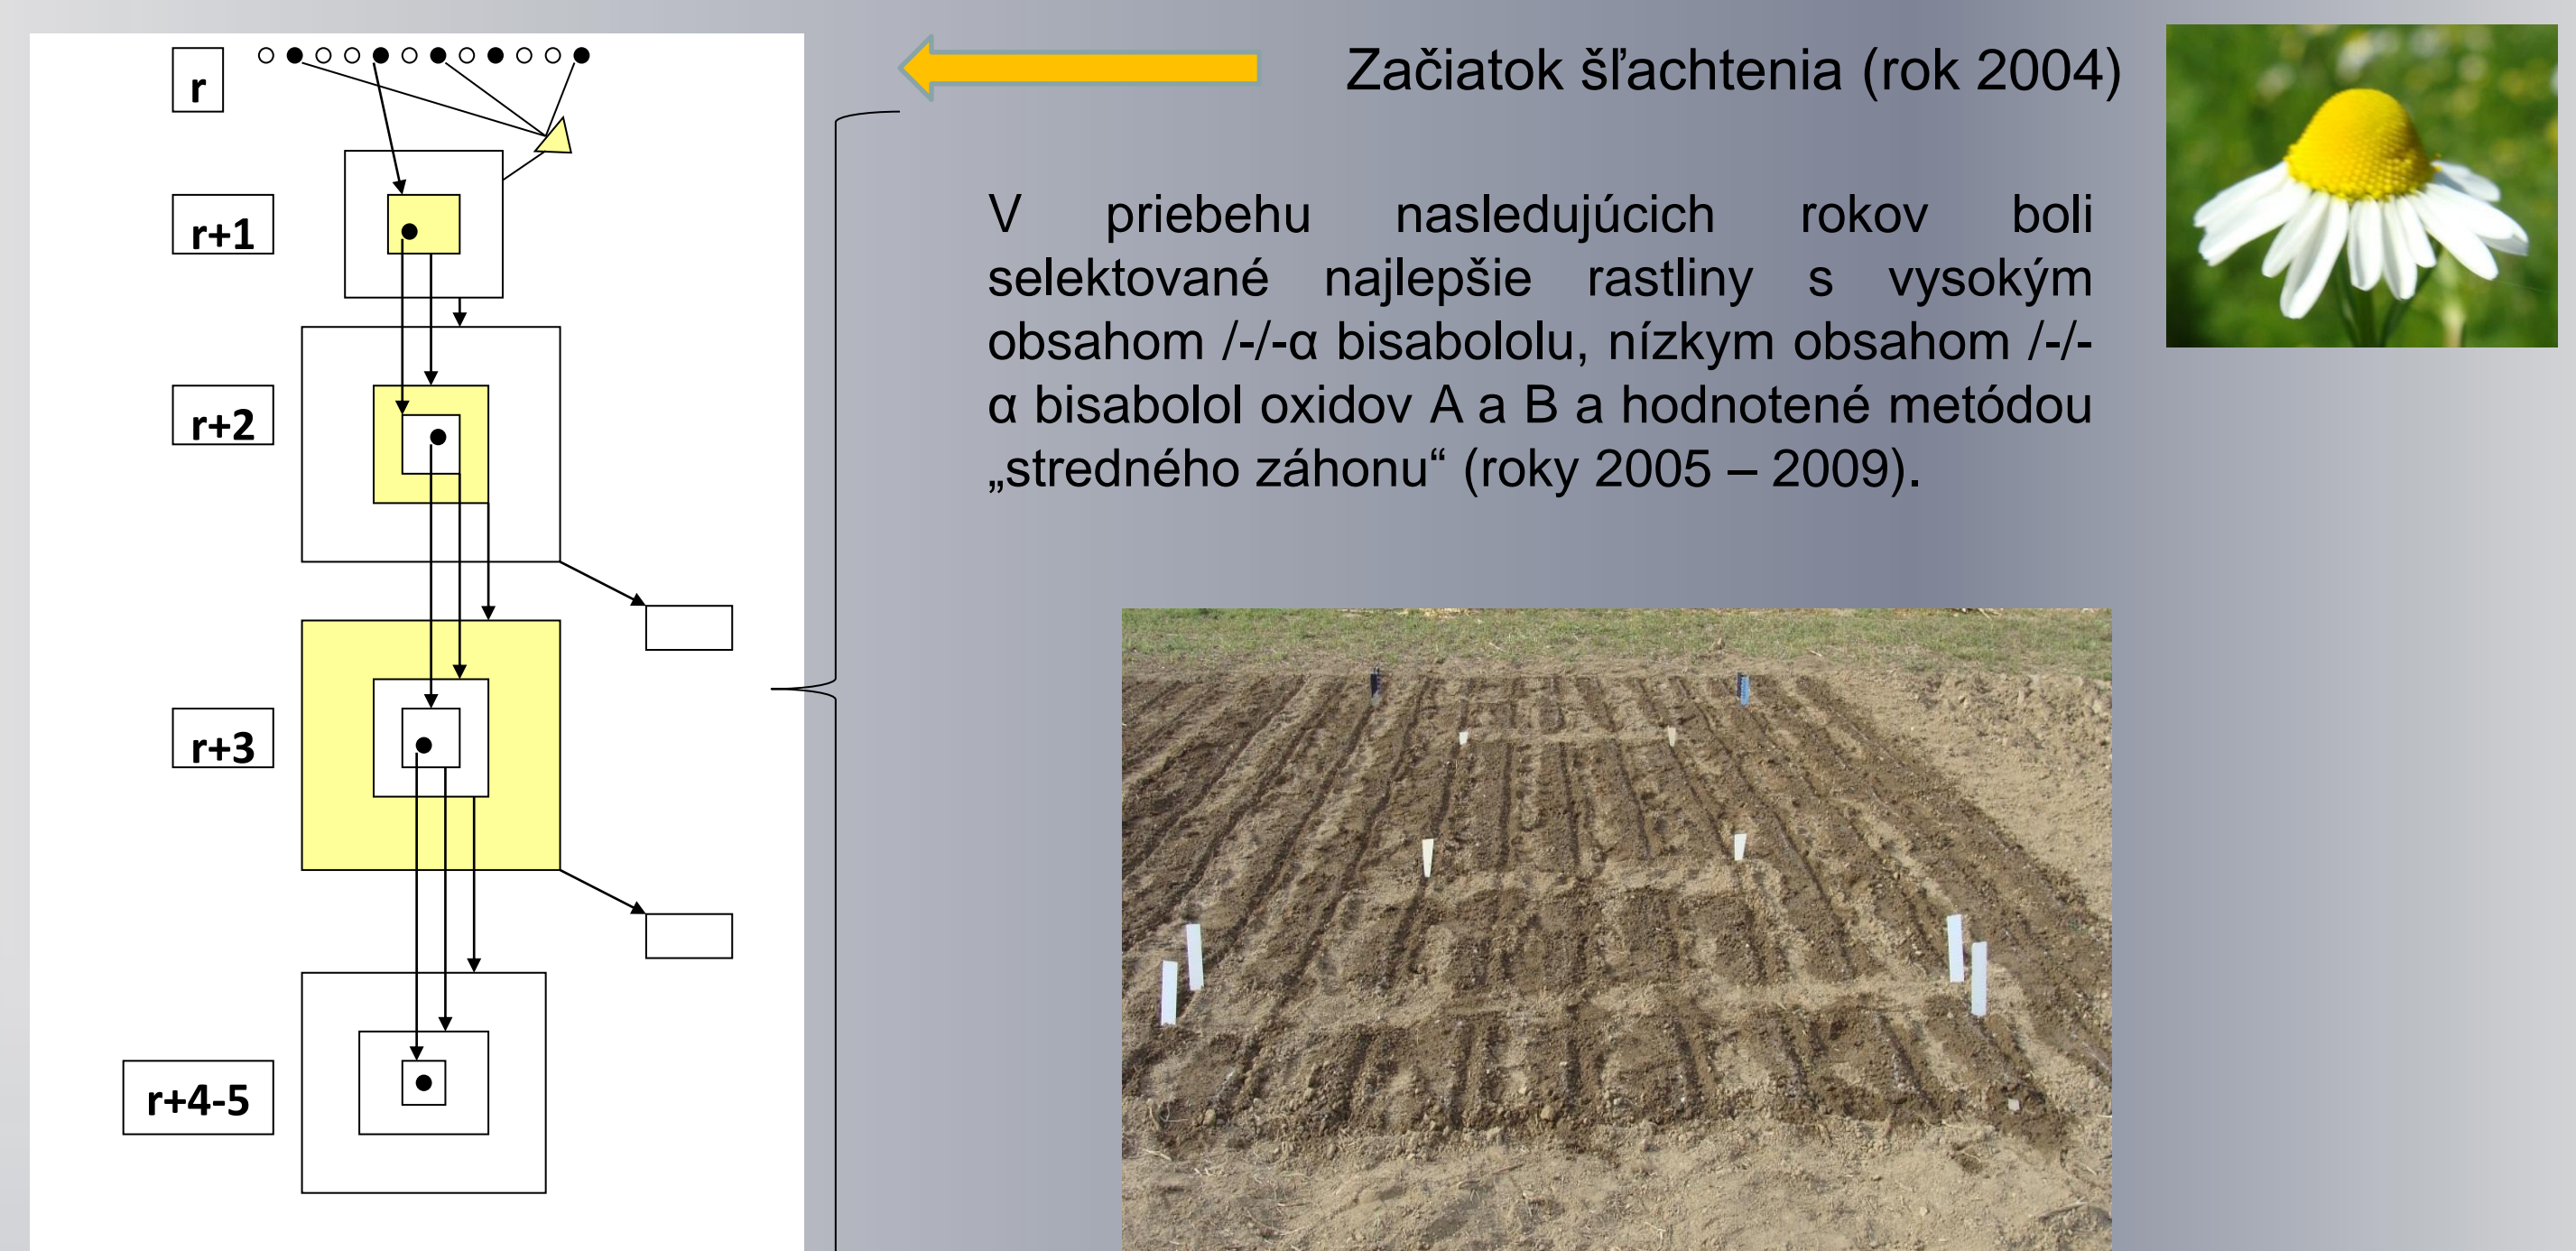 r
r+1
r+2
r+3
r+4-5
Začiatok šľachtenia (rok 2004)
V priebehu nasledujúcich rokov boli
selektované najlepšie rastliny s vysokým
obsahom /-/-α bisabololu, nízkym obsahom /-/-
α bisabolol oxidov A a B a hodnotené metódou
„stredného záhonu“ (roky 2005 – 2009).